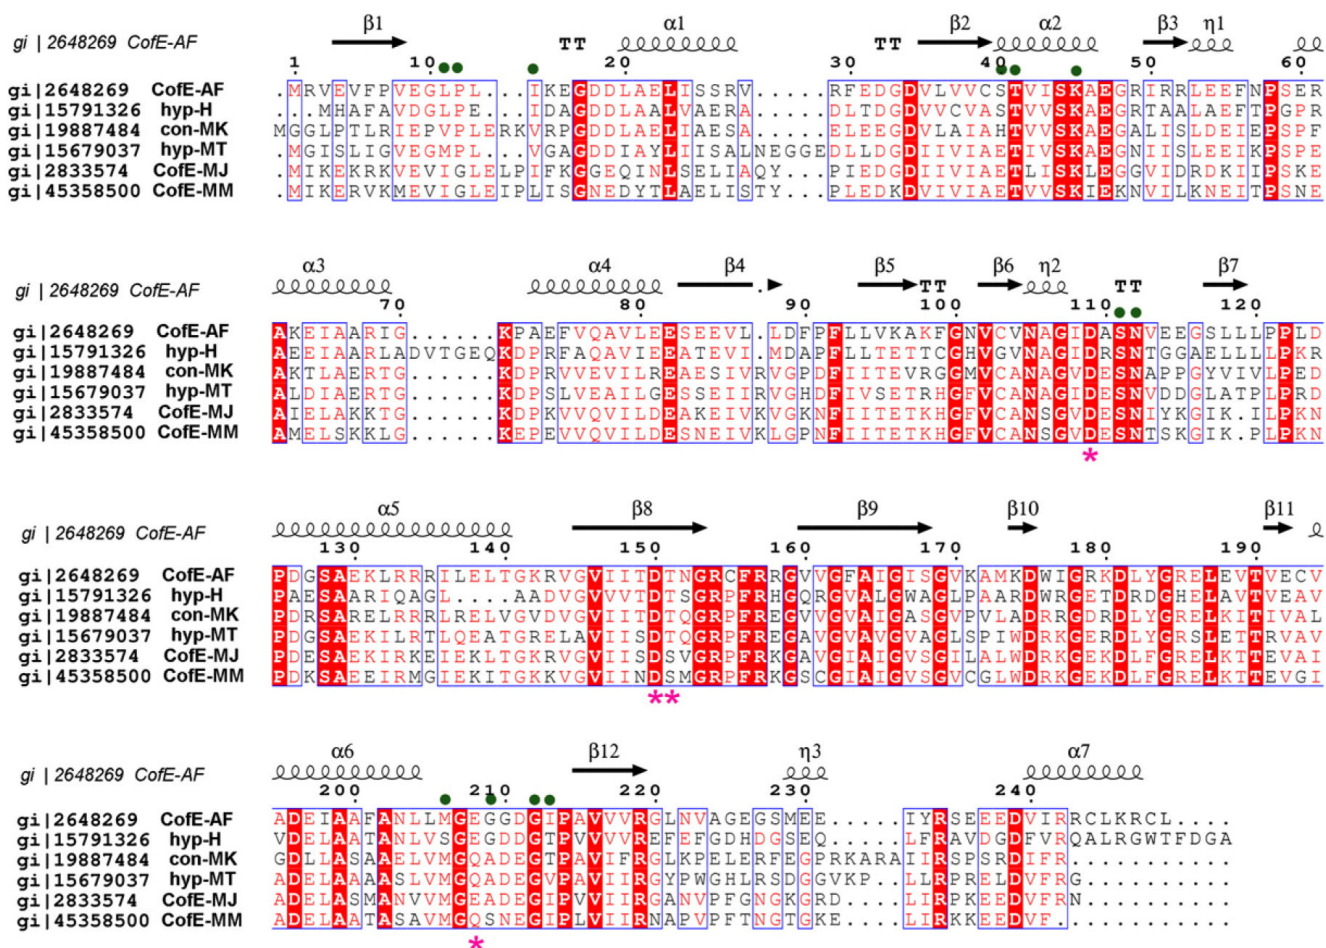 β1 TT α1 TT β2 α2 β3 η1
gi | 2648269 CofE-AF
1 10 20 30 40 50 60
gi|2648269 CofE-AF .MRVEVFPVEGLPL...IKEGDDLAELISSRV.....RFEDGDVLVVCSTVISKAEGRIRRLEEFNPSER
gi|15791326 hyp-H ...MHAFAVDGLPE...IDAGDDLAALVAERA.....DLTDGDVVCVASTVVSKAEGRTAALAEFTPGPR
gi|19887484 con-MK MGGLPTLRIEPVPLERKVRPGDDLAELIAESA.....ELEEGDVLAIAHTVVSKAEGALISLDEIEPSPF
gi|15679037 hyp-MT .MGISLIGVEGMPL...VGAGDDIAYLIISALNEGGEDLLDGDIIVIAETIVSKAEGNIISLEEIKPSPE
gi|2833574 CofE-MJ .MIKEKRKVEVIGLELPIFKGGEQINLSELIAQY...PIEDGDIIVIAETLISKLEGGVIDRDKIIPSKE
gi|45358500 CofE-MM .MIKERVKMEVIGLEIPLISGNEDYTLAELISTY...PLEDKDVIVIAETVVSKIEKNVILKNEITPSNE
α3 α4 β4 β5 TT β6 η2 TT β7
gi | 2648269 CofE-AF
70 80 90 100 110 120
gi|2648269 CofE-AF AKEIAARIG......KPAEFVQAVLEESEEVL.LDFPFLLVKAKFGNVCVNAGIDASNVEEGSLLLPPLD
gi|15791326 hyp-H AEEIAARLADVTGEQKDPRFAQAVIEEATEVI.MDAPFLLTETTCGHVGVNAGIDRSNTGGAELLLLPKR
gi|19887484 con-MK AKTLAERTG......KDPRVVEVILRAESIVRVGPDFIITEVRGGMVCANAGVDESNAPPGYVIVLPED
gi|15679037 hyp-MT ALDIAERTG......KDPSLVEAILGESSEIIRVGHDFIVSETRHGFVCANAGIDESNVDDGLATPLPRD
gi|2833574 CofE-MJ AIELAKKTG......KDPKVVQVILDEAKEIVKVGKNFIITETKHGFVCANSGVDESNIYKGIK.ILPKN
gi|45358500 CofE-MM AMELSKKLG......KEPEVVQVILDESNEIVKLGPNFIITETKHGFVCANSGVDESNTSKGIK.PLPKN
*
α5 β8 β9 β10 β11
gi | 2648269 CofE-AF
130 140 150 160 170 180 190
gi|2648269 CofE-AF PDGSAEKLRRRILELTGKRVGVIITDTNGRCFRRGVVGFAIGISGVKAMKDWIGRKDLYGRELEVTVECV
gi|15791326 hyp-H PAESAARIQAGL....AADVGVVVTDTSGRPFRHGQRGVALGWAGLPAARDWRGETDRDGHELAVTVEAV
gi|19887484 con-MK PDRSARELRRRLRELVGVDVGVIITDTQGRPFREGVVGVAIGASGVPVLADRRGDRDLYGRELKITIVAL
gi|15679037 hyp-MT PDGSAEKILRTLQEATGRELAVIISDTQGRPFREGAVGVAVGVAGLSPIWDRKGERDLYGRSLETTRVAV
gi|2833574 CofE-MJ PDESAEKIRKEIEKLTGKRVGVIISDSVGRPFRKGAVGIAIGVSGILALWDRKGEKDLFGRELKTTEVAI
gi|45358500 CofE-MM PDKSAEEIRMGIEKITGKKVGVIINDSMGRPFRKGSCGIAIGVSGVCGLWDRKGEKDLFGRELKTTEVGI
**
α6 β12 η3 α7
gi | 2648269 CofE-AF
200 210 220 230 240
gi|2648269 CofE-AF ADEIAAFANLLMGEGGDGIPAVVVRGLNVAGEGSMEE.....IYRSEEEDVIRRCLKRCL....
gi|15791326 hyp-H VDELAATANLVSGEGDDGTPVVVVREFEFGDHDGSEQ.....LFRAVDGDFVRQALRGWTFDGA
gi|19887484 con-MK GDLLASAAELVMGQADEGTPAVIFRGLKPELERFEGPRKARAIIRSPSRDIFR...........
gi|15679037 hyp-MT ADELAAAASLVMGQADEGVPAVIIRGYPWGHLRSDGGVKP..LLRPRELDVFRG..........
gi|2833574 CofE-MJ ADELASMANVVMGEADEGIPVVIIRGANVPFGNGKGRD....LIRPKEEDVFRN..........
gi|45358500 CofE-MM ADELAATASAVMGQSNEGIPLVIIRNAPVPFTNGTGKE....LIRKKEEDVF............
*